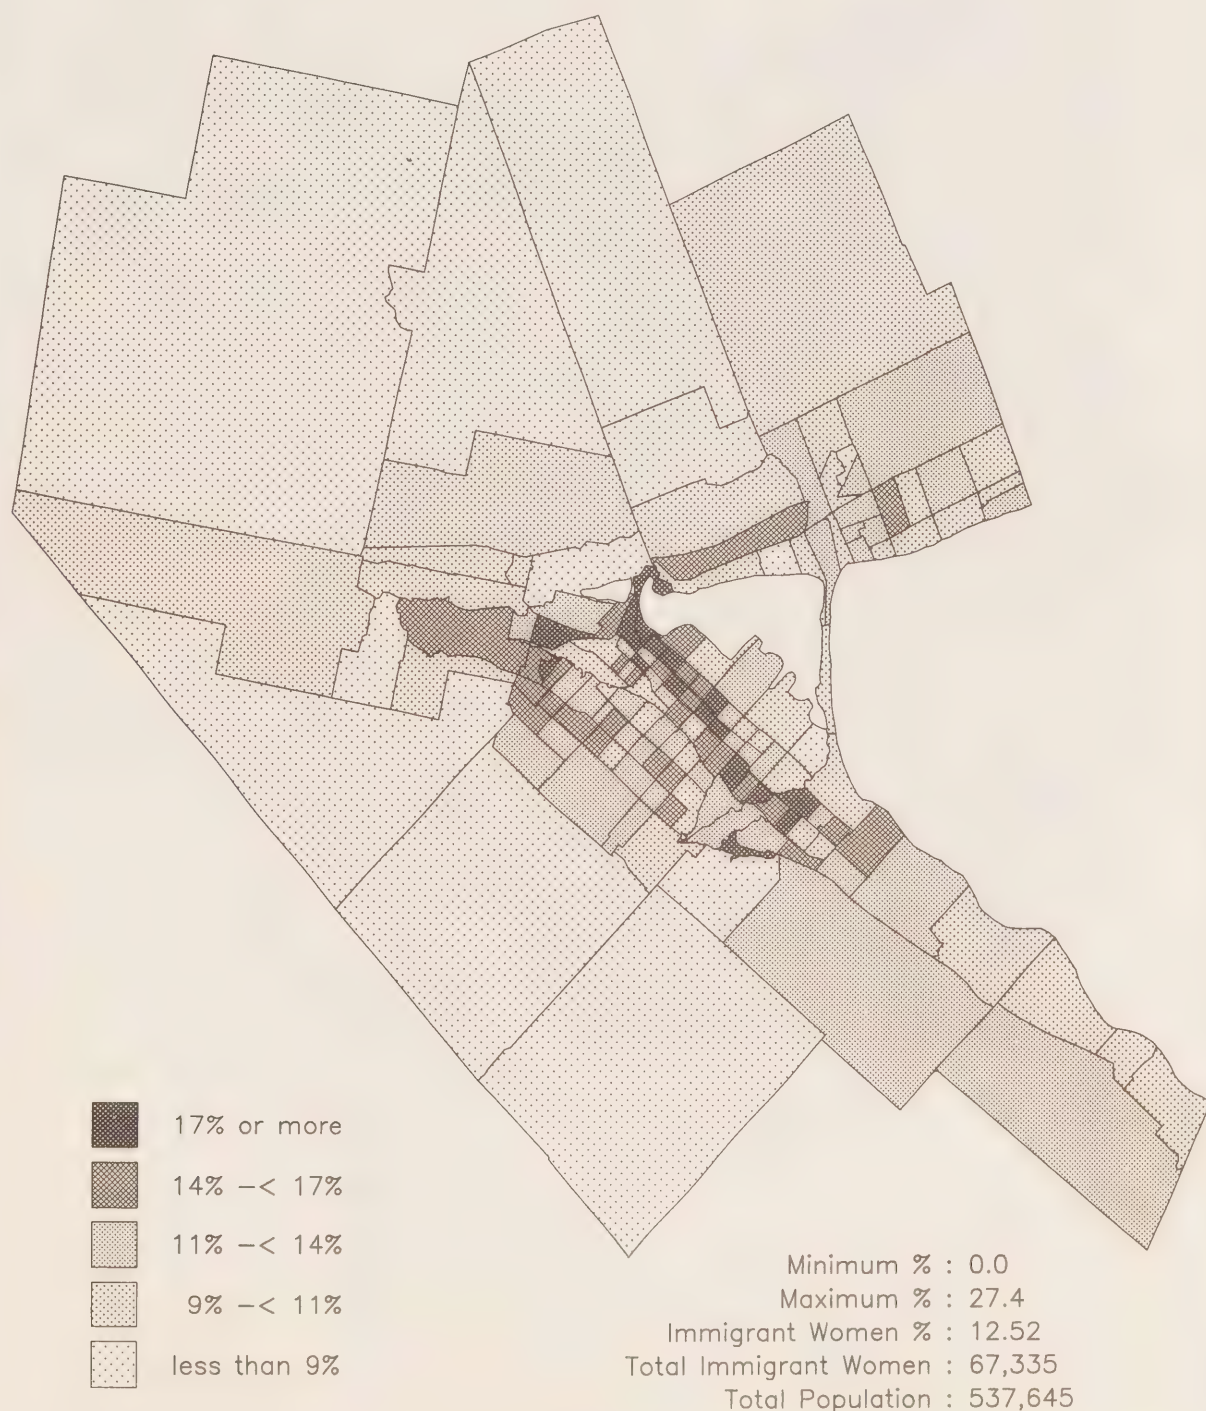 17% or more
14% -< 17%
11% -< 14%
9% -< 11%
less than 9%
Minimum % : 0.0
Maximum % : 27.4
Immigrant Women % : 12.52
Total Immigrant Women : 67,335
Total Population : 537,645